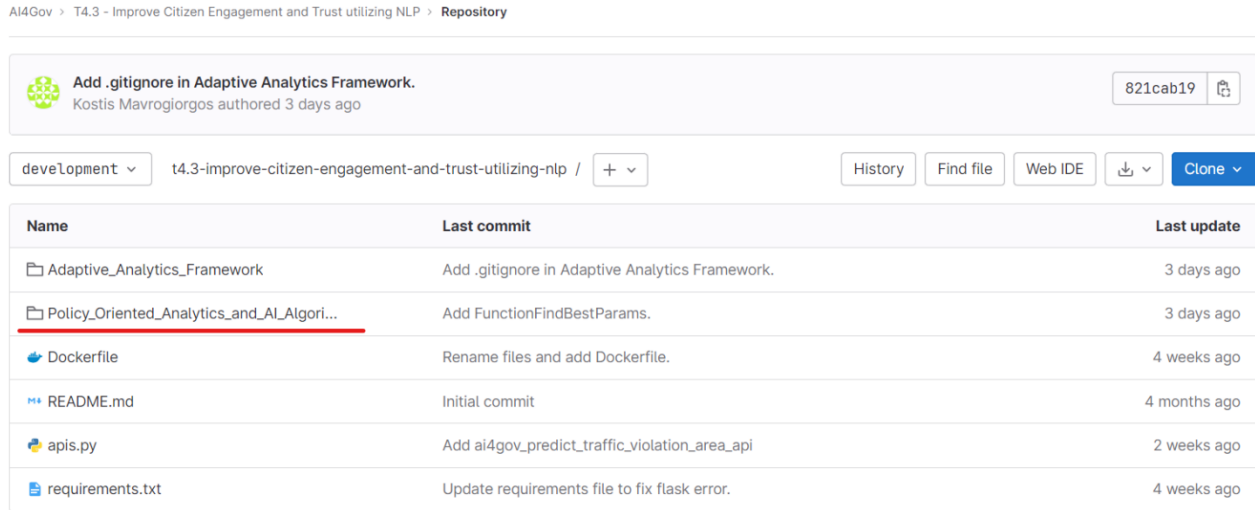 AI4Gov > T4.3 - Improve Citizen Engagement and Trust utilizing NLP > Repository
Add .gitignore in Adaptive Analytics Framework.
821cab19
Kostis Mavrogiorgos authored 3 days ago
development t4.3-improve-citizen-engagement-and-trust-utilizing-nlp / + History Find file Web IDE Clone
Name Last commit Last update
Adaptive_Analytics_Framework Add .gitignore in Adaptive Analytics Framework. 3 days ago
Policy_Oriented_Analytics_and_AI_Algori... Add FunctionFindBestParams. 3 days ago
Dockerfile Rename files and add Dockerfile. 4 weeks ago
M↓ README.md Initial commit 4 months ago
apis.py Add ai4gov_predict_traffic_violation_area_api 2 weeks ago
requirements.txt Update requirements file to fix flask error. 4 weeks ago